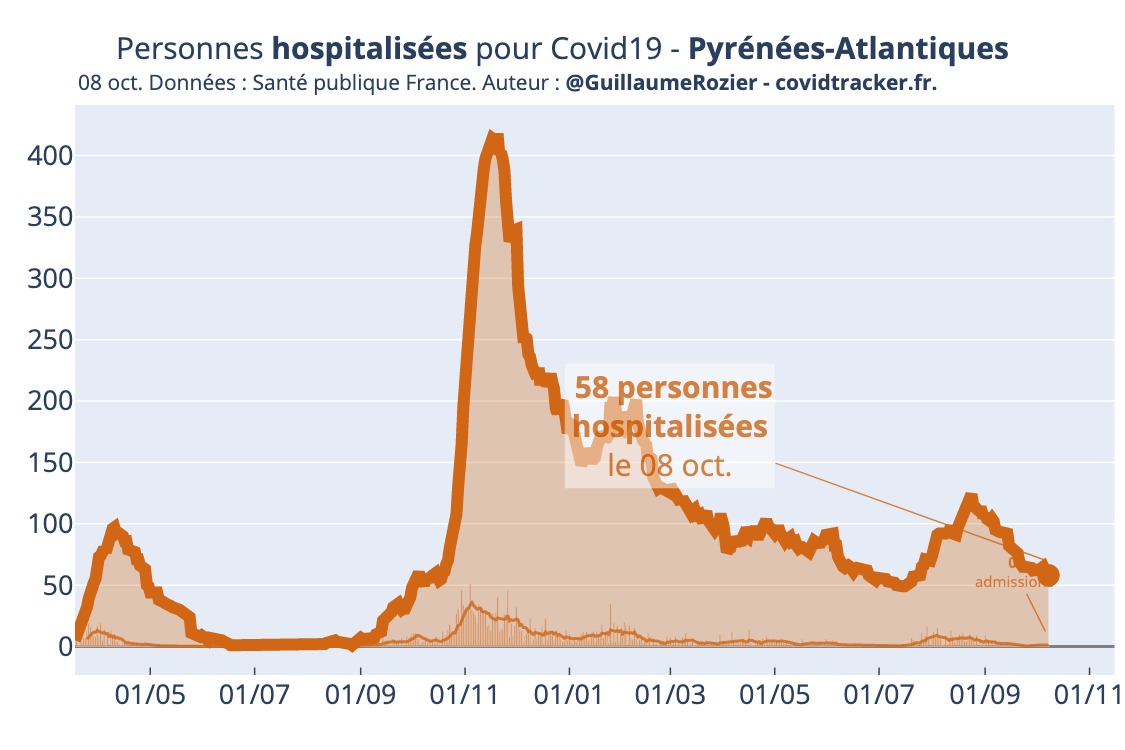 Personnes hospitalisées pour Covid19 - Pyrénées-Atlantiques
08 oct. Données : Santé publique France. Auteur : @GuillaumeRozier - covidtracker.fr.
400
350
300
250
200
150
100
50
0
58 personnes
hospitalisées
le 08 oct.
01/05 01/07 01/09 01/11 01/01 01/03 01/05 01/07 01/09 01/11